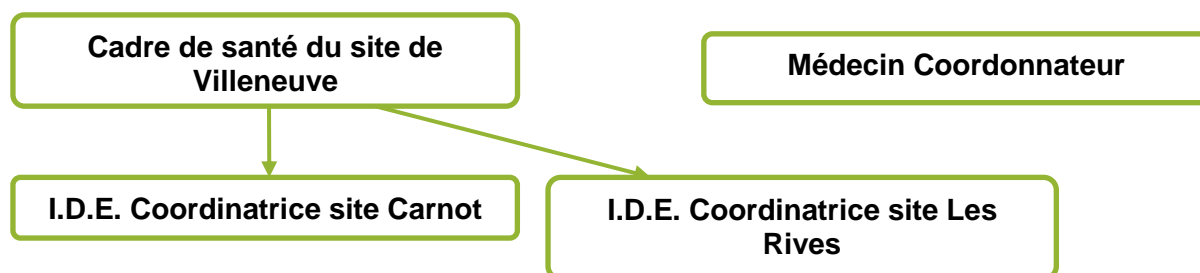 Cadre de santé du site de
Villeneuve
Médecin Coordonnateur
I.D.E. Coordinatrice site Carnot
I.D.E. Coordinatrice site Les
Rives